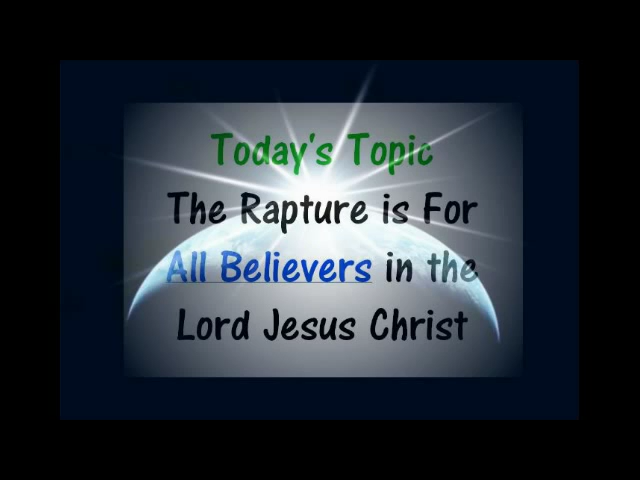 Today's Topic
The Rapture is For
All Believers in the
Lord Jesus Christ